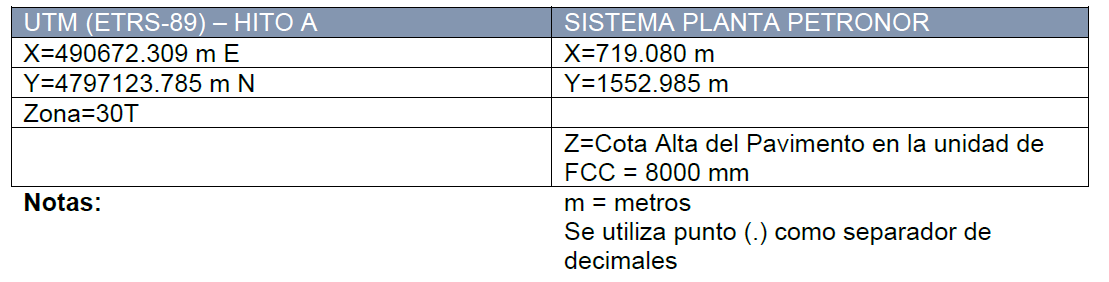 UTM (ETRS-89) – HITO A
SISTEMA PLANTA PETRONOR
X=490672.309 m E
X=719.080 m
Y=4797123.785 m N
Y=1552.985 m
Zona=30T
Z=Cota Alta del Pavimento en la unidad de
FCC = 8000 mm
Notas:
m = metros
Se utiliza punto (.) como separador de
decimales